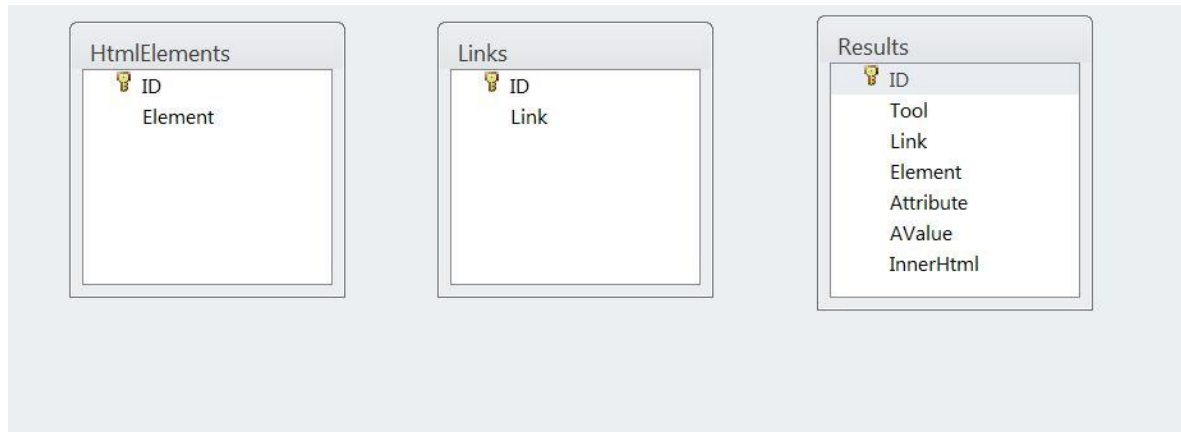 HtmlElements
ID
Element
Links
ID
Link
Results
ID
Tool
Link
Element
Attribute
AValue
InnerHtml